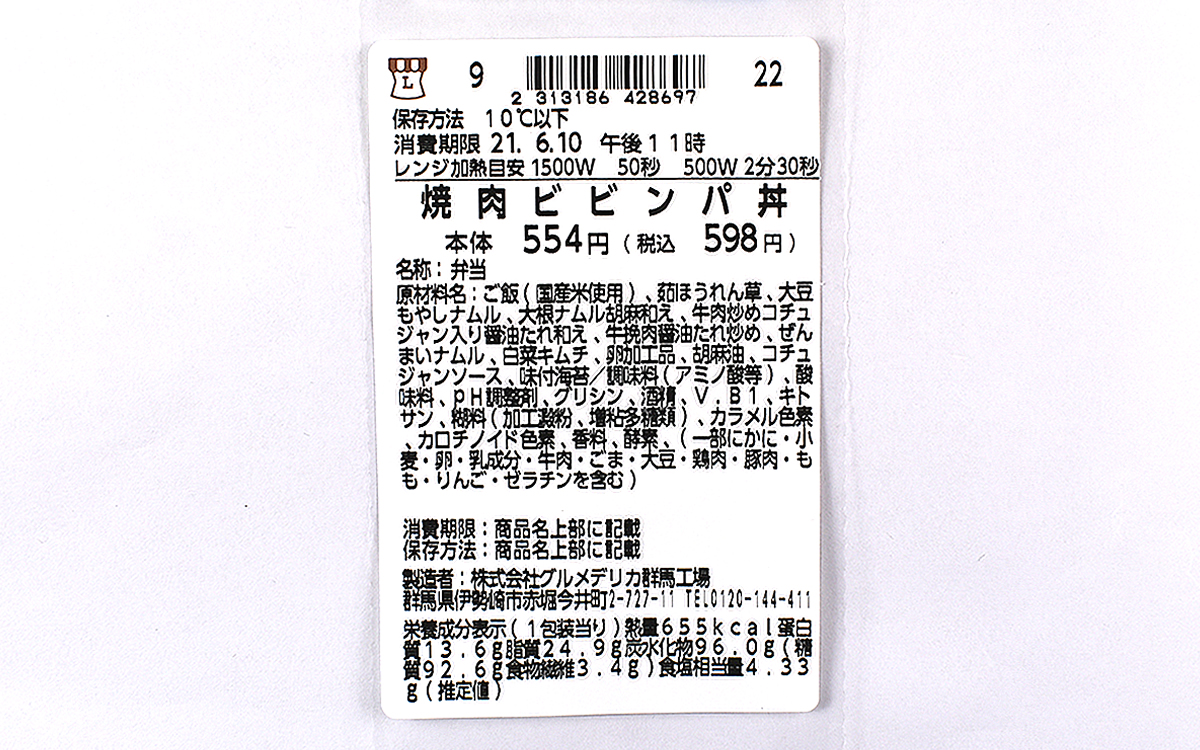 L 9 22
2 313186 428697
保存方法 10℃以下
消費期限 21. 6.10 午後11時
レンジ加熱目安 1500W 50秒 500W 2分30秒
焼肉ビビンパ丼
本体 554円(税込 598円)
名称:弁当
原材料名:ご飯(国産米使用)、茹ほうれん草、大豆
もやしナムル、大根ナムル胡麻和え、牛肉炒めコチュ
ジャン入り醤油たれ和え、牛挽肉醤油たれ炒め、ぜん
まいナムル、白菜キムチ、卵加工品、胡麻油、コチュ
ジャンソース、味付海苔/調味料(アミノ酸等)、酸
味料、pH調整剤、グリシン、酒精、V.B1、キト
サン、糊料(加工澱粉、増粘多糖類)、カラメル色素
、カロチノイド色素、香料、酵素、(一部にかに・小
麦・卵・乳成分・牛肉・ごま・大豆・鶏肉・豚肉・も
も・りんご・ゼラチンを含む)
消費期限:商品名上部に記載
保存方法:商品名上部に記載
製造者:株式会社グルメデリカ群馬工場
群馬県伊勢崎市赤堀今井町2-727-11 TEL0120-144-411
栄養成分表示(1包装当り)熱量655kcal蛋白
質13.6g脂質24.9g炭水化物96.0g(糖
質92.6g食物繊維3.4g)食塩相当量4.33
g(推定値)